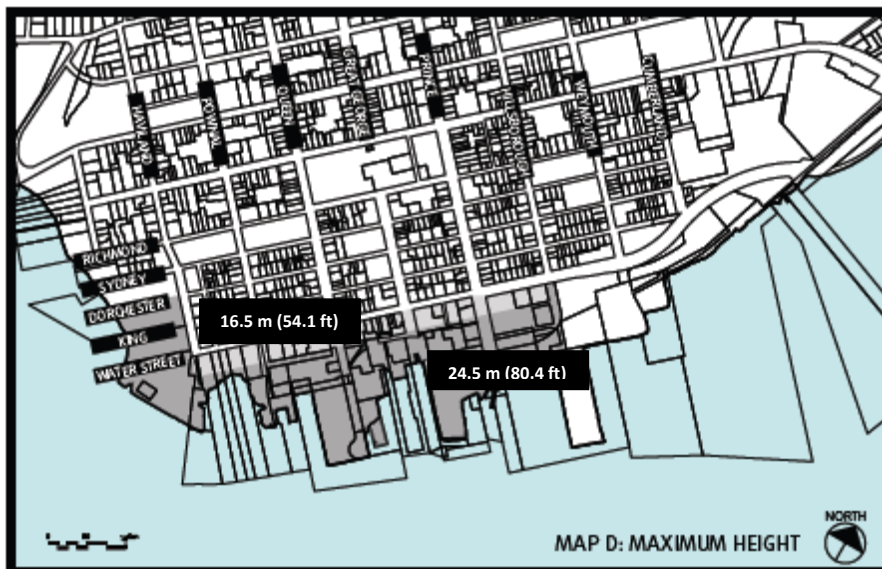 HAVILAND
POWNAL
QUEEN
GREAT GEORGE
PRINCE
HILLSBOROUGH
WEYMOUTH
CUMBERLAND
RICHMOND
SYDNEY
DORCHESTER
KING
WATER STREET
16.5 m (54.1 ft)
24.5 m (80.4 ft)
MAP D: MAXIMUM HEIGHT
NORTH